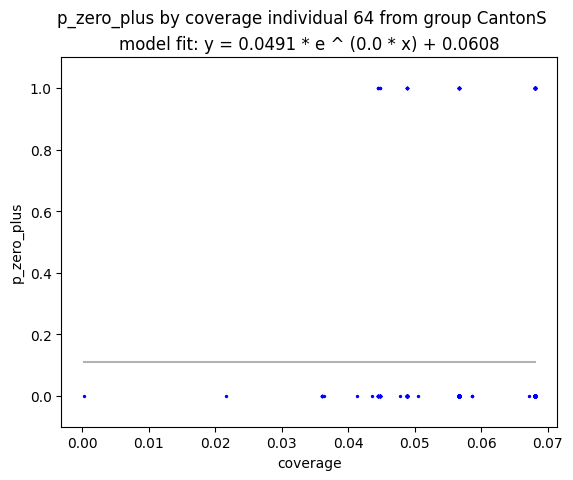 p_zero_plus by coverage individual 64 from group CantonS
model fit: y = 0.0491 * e ^ (0.0 * x) + 0.0608
1.0
0.8
0.6
0.4
0.2
0.0
p_zero_plus
0.00 0.01 0.02 0.03 0.04 0.05 0.06 0.07
coverage